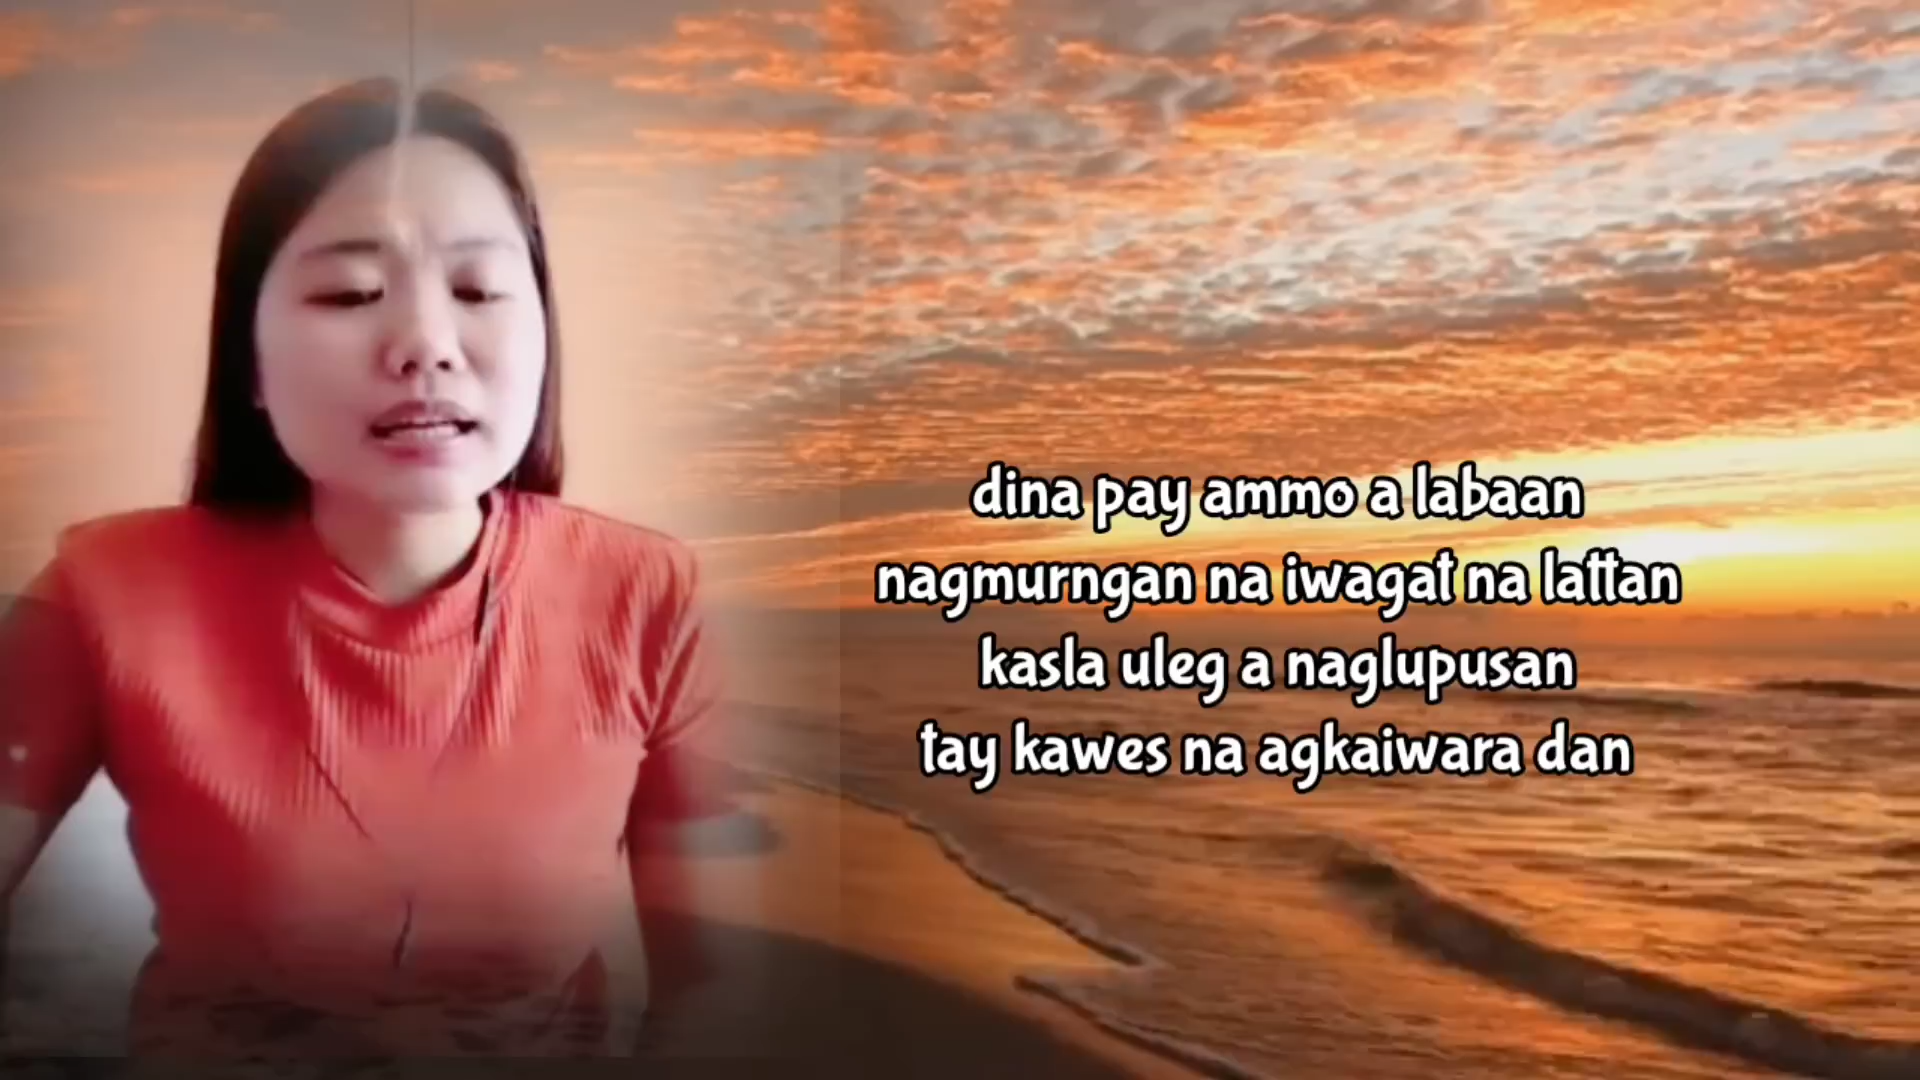 dina pay ammo a labaan
nagmurngan na iwagat na lattan
kasla uleg a naglupusan
tay kawes na agkaiwara dan